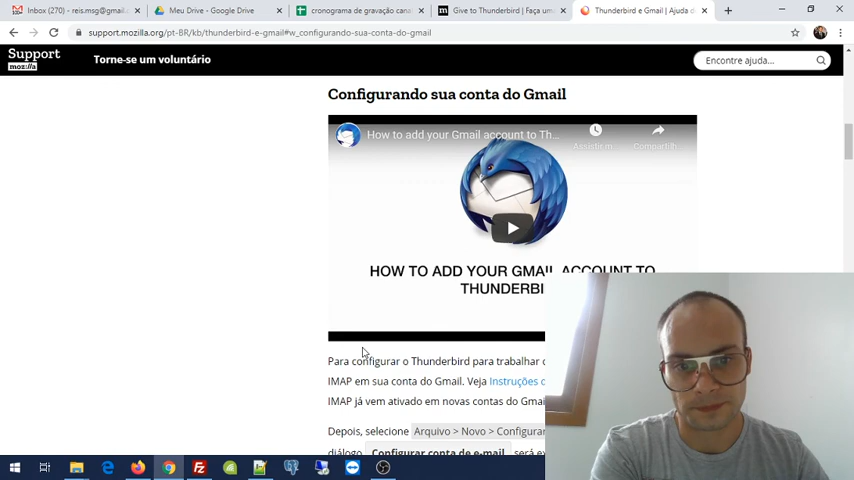 Inbox (270) - reis.msg@gmail.
Meu Drive - Google Drive
cronograma de gravação cana
Give to Thunderbird | Faça um
Thunderbird e Gmail | Ajuda d
support.mozilla.org/pt-BR/kb/thunderbird-e-gmail#w_configurando-sua-conta-do-gmail
Support
moz://a
Torne-se um voluntário
Encontre ajuda...
Configurando sua conta do Gmail
How to add your Gmail account to Th...
Assistir m...
Compartilh...
HOW TO ADD YOUR GMAIL ACCOUNT TO
THUNDERBI
Para configurar o Thunderbird para trabalhar
IMAP em sua conta do Gmail. Veja Instruções
IMAP já vem ativado em novas contas do Gmai
Depois, selecione Arquivo > Novo > Configurar
diálogo Configurar conta de e-mail será